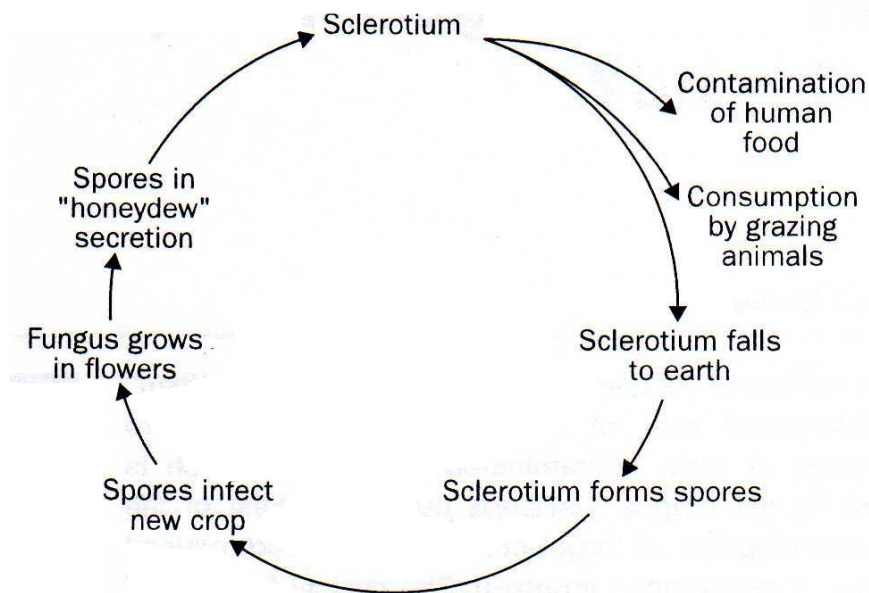 Sclerotium
Contamination
of human
food
Consumption
by grazing
animals
Sclerotium falls
to earth
Sclerotium forms spores
Spores infect
new crop
Fungus grows
in flowers
Spores in
"honeydew"
secretion